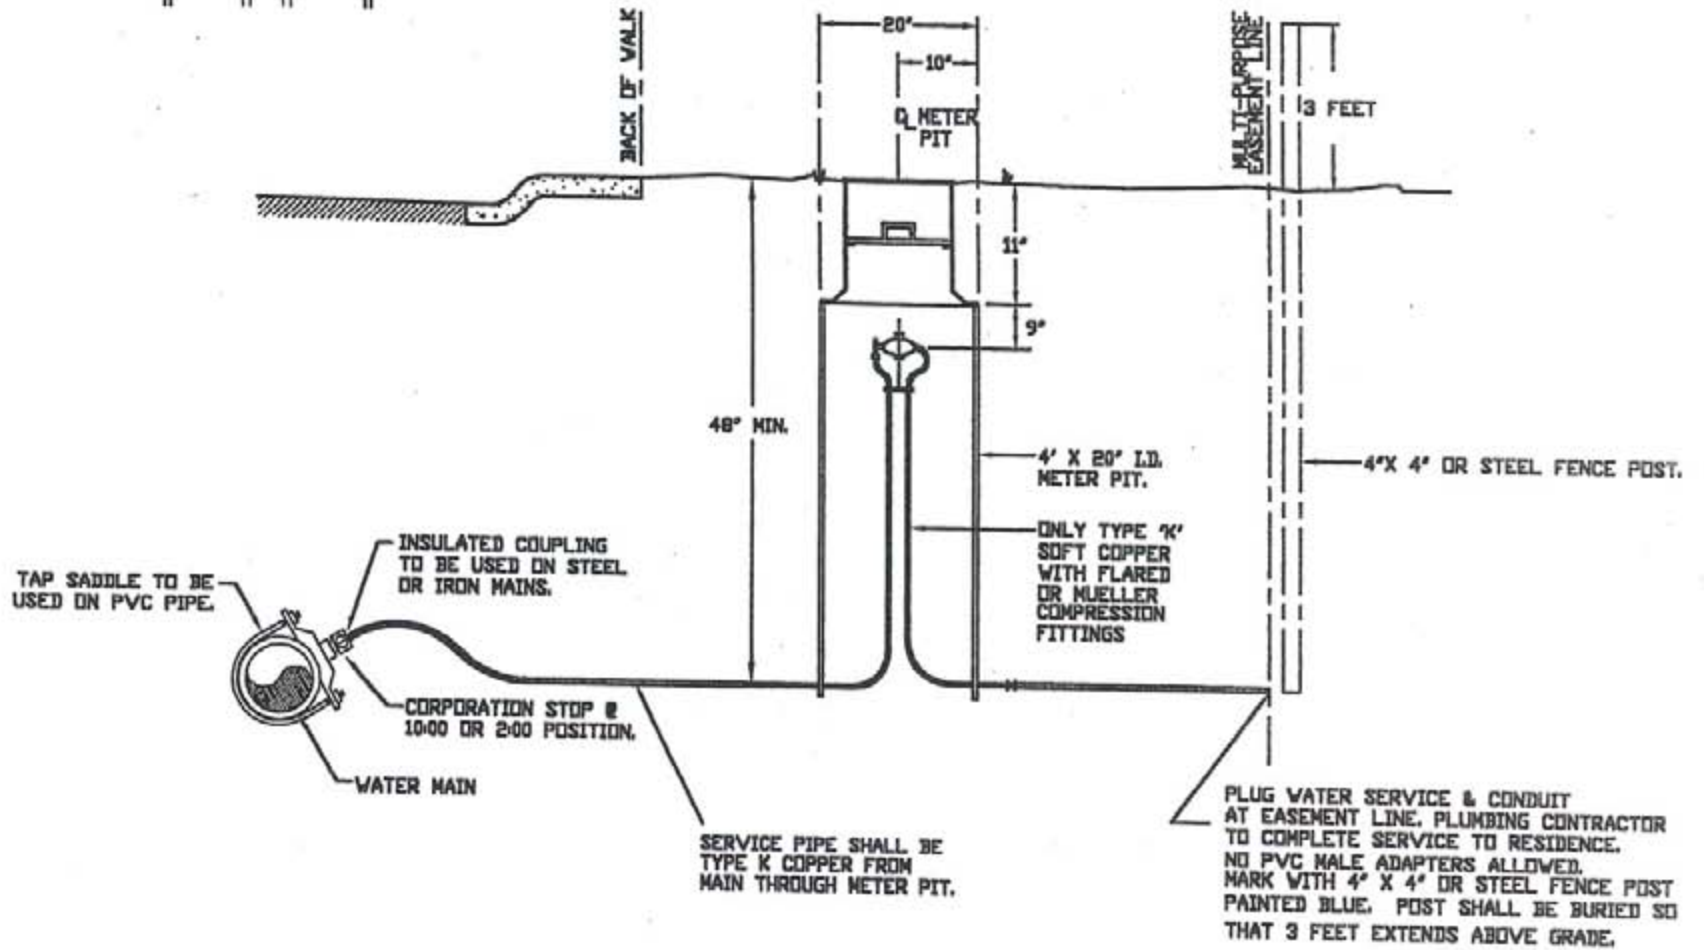 BACK OF WALK
20"
10"
℄ METER
PIT
MULTI-PURPOSE
EASEMENT LINE
3 FEET
11"
9"
48" MIN.
4' X 20" I.D.
METER PIT.
4"X 4" OR STEEL FENCE POST.
ONLY TYPE 'K'
SOFT COPPER
WITH FLARED
OR MUELLER
COMPRESSION
FITTINGS
INSULATED COUPLING
TO BE USED ON STEEL
OR IRON MAINS.
TAP SADDLE TO BE
USED ON PVC PIPE.
CORPORATION STOP @
10:00 OR 2:00 POSITION.
WATER MAIN
SERVICE PIPE SHALL BE
TYPE K COPPER FROM
MAIN THROUGH METER PIT.
PLUG WATER SERVICE & CONDUIT
AT EASEMENT LINE. PLUMBING CONTRACTOR
TO COMPLETE SERVICE TO RESIDENCE.
NO PVC MALE ADAPTERS ALLOWED.
MARK WITH 4" X 4" OR STEEL FENCE POST
PAINTED BLUE. POST SHALL BE BURIED SO
THAT 3 FEET EXTENDS ABOVE GRADE.